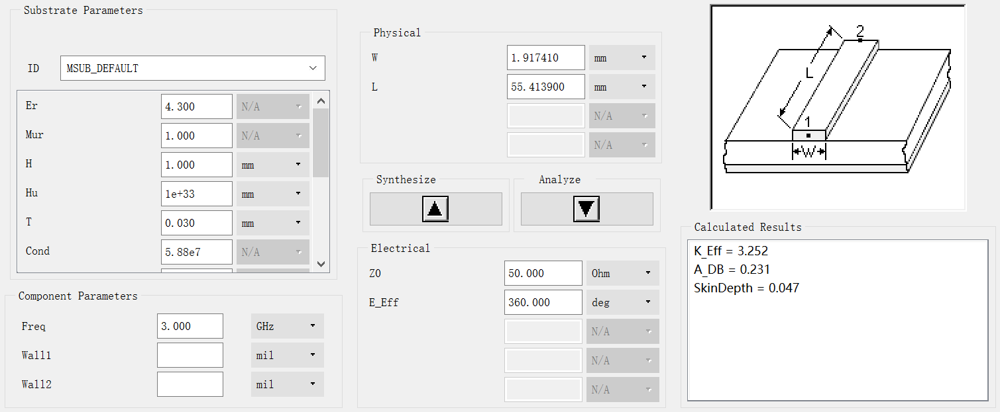 Substrate Parameters
ID MSUB_DEFAULT
Er 4.300 N/A
Mur 1.000 N/A
H 1.000 mm
Hu 1e+33 mm
T 0.030 mm
Cond 5.88e7 N/A
Component Parameters
Freq 3.000 GHz
Wall1 mil
Wall2 mil
Physical
W 1.917410 mm
L 55.413900 mm
N/A
N/A
Synthesize Analyze
Electrical
Z0 50.000 Ohm
E_Eff 360.000 deg
N/A
N/A
N/A
2
L
1
W
Calculated Results
K_Eff = 3.252
A_DB = 0.231
SkinDepth = 0.047